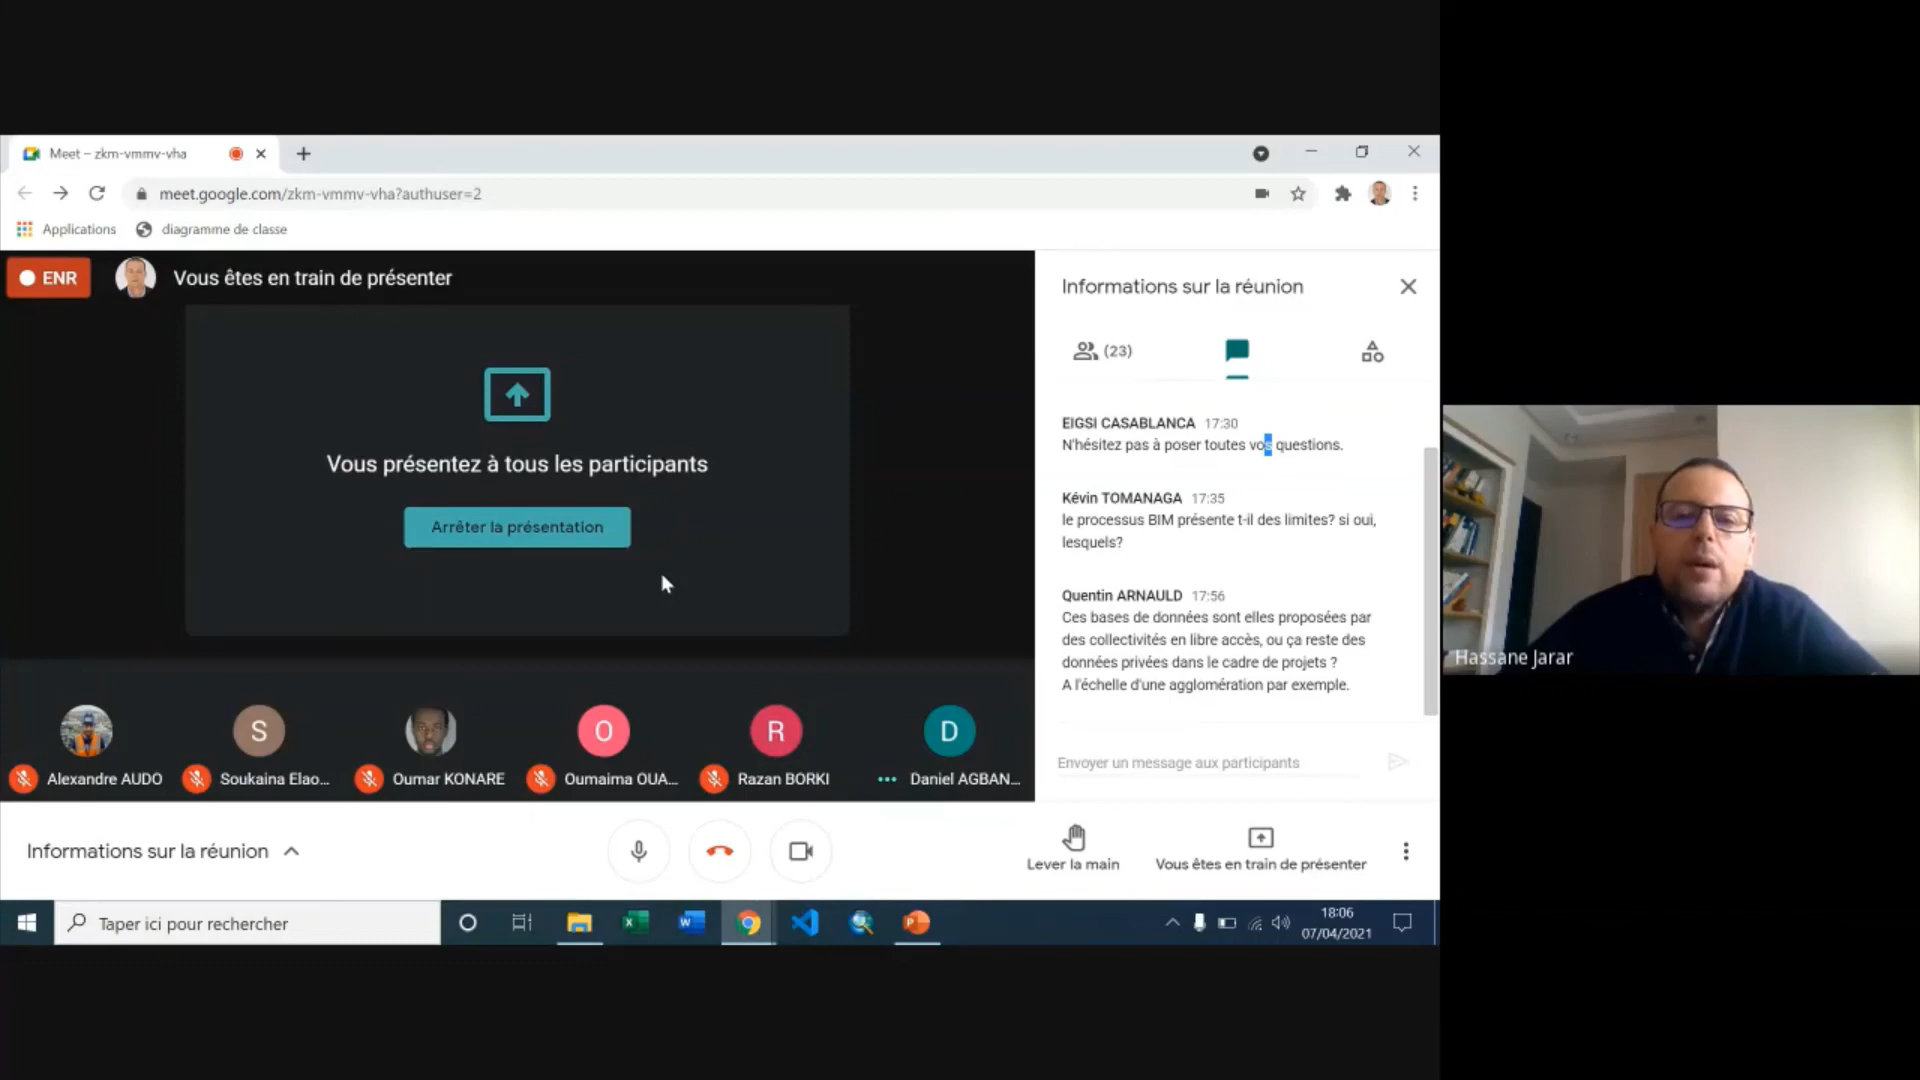 Meet – zkm-vmmv-vha
meet.google.com/zkm-vmmv-vha?authuser=2
Applications
diagramme de classe
ENR
Vous êtes en train de présenter
Vous présentez à tous les participants
Arrêter la présentation
Alexandre AUDO
S
Soukaina Elao...
Oumar KONARE
O
Oumaima OUA...
R
Razan BORKI
D
Daniel AGBAN...
Informations sur la réunion
(23)
EIGSI CASABLANCA 17:30
N'hésitez pas à poser toutes vos questions.
Kévin TOMANAGA 17:35
le processus BIM présente t-il des limites? si oui,
lesquels?
Quentin ARNAULD 17:56
Ces bases de données sont elles proposées par
des collectivités en libre accès, ou ça reste des
données privées dans le cadre de projets ?
A l'échelle d'une agglomération par exemple.
Envoyer un message aux participants
Informations sur la réunion
Lever la main
Vous êtes en train de présenter
Taper ici pour rechercher
18:06
07/04/2021
Hassane Jarar